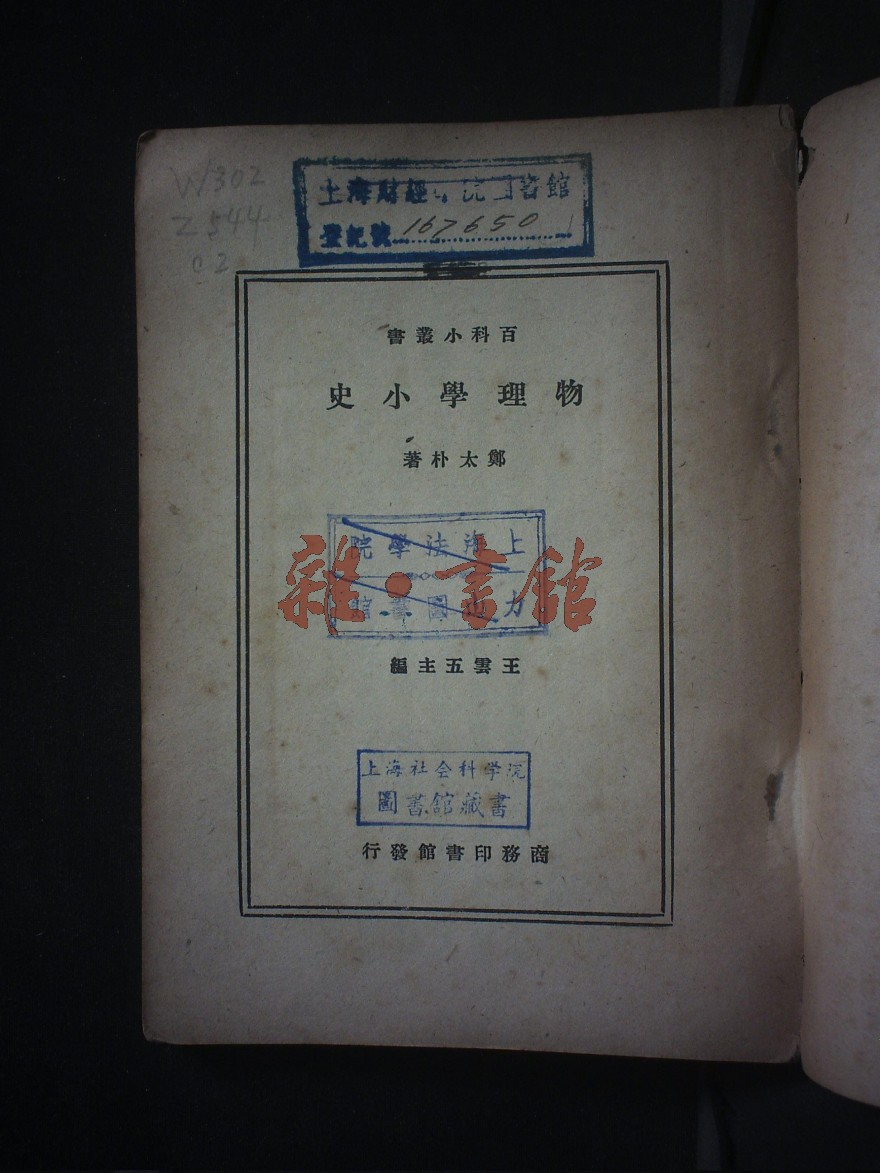 W302
Z544
c2
上海財經學院圖書館
登記號 167650
百科小叢書
物理學小史
鄭太朴著
上海法學院
圖書館
雜·書館
王雲五主編
上海社会科学院
圖書館藏書
商務印書館發行